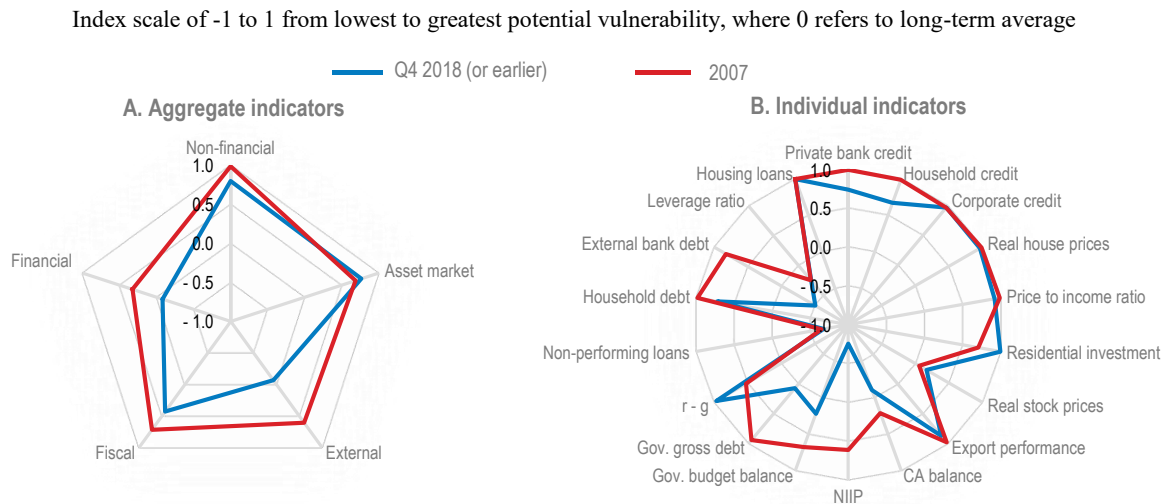 Index scale of -1 to 1 from lowest to greatest potential vulnerability, where 0 refers to long-term average
Q4 2018 (or earlier)
2007
A. Aggregate indicators
Non-financial
1.0
0.5
0.0
- 0.5
- 1.0
Financial
Asset market
Fiscal
External
B. Individual indicators
Private bank credit
Housing loans
1.0
Household credit
Leverage ratio
0.5
Corporate credit
External bank debt
0.0
Real house prices
Household debt
- 0.5
Price to income ratio
- 1.0
Non-performing loans
Residential investment
r - g
Real stock prices
Gov. gross debt
Export performance
Gov. budget balance
CA balance
NIIP